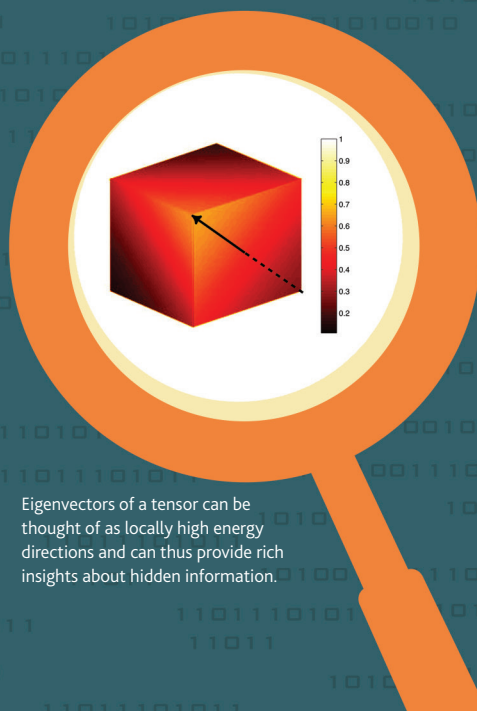 1
0.9
0.8
0.7
0.6
0.5
0.4
0.3
0.2
Eigenvectors of a tensor can be
thought of as locally high energy
directions and can thus provide rich
insights about hidden information.